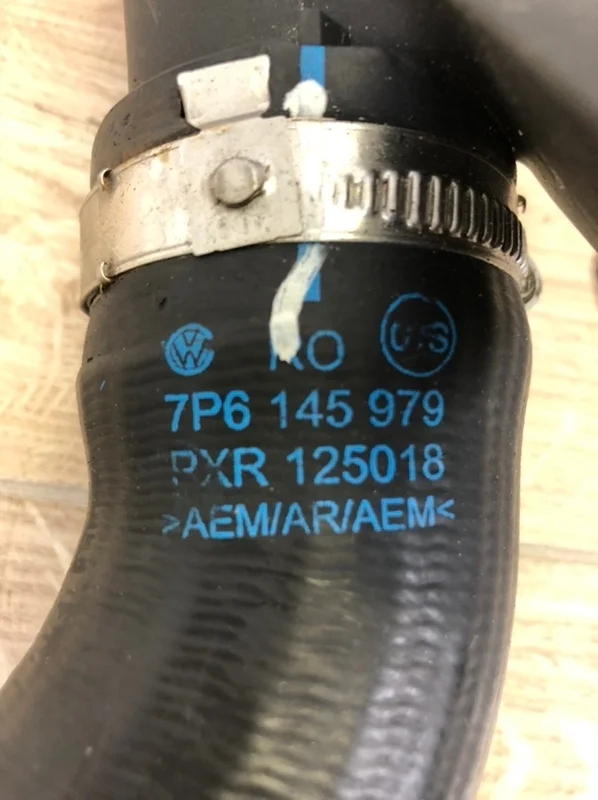 RO
7P6 145 979
PXR 125018
>AEM/AR/AEM<